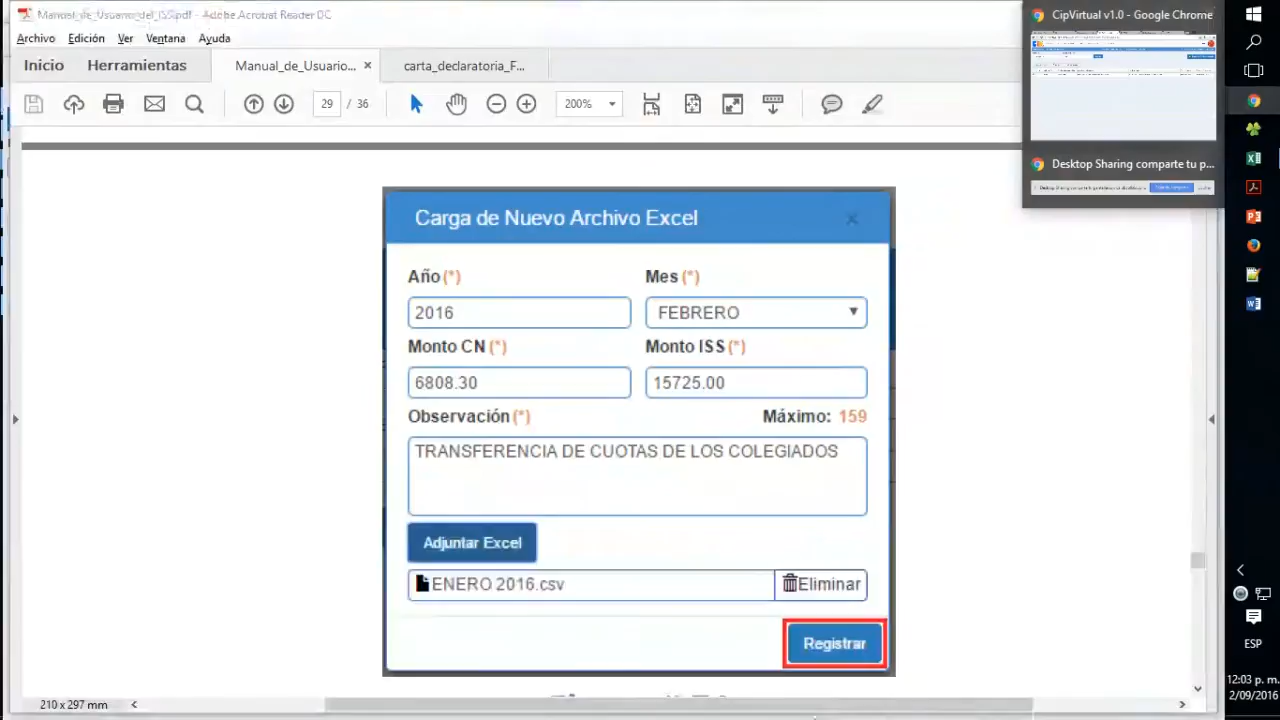 Manual_de_Usuario_del_ISS.pdf - Adobe Acrobat Reader DC
Archivo Edición Ver Ventana Ayuda
Inicio Herramientas Manual_de_Usuario... × declarato...
29 / 36 200%
CipVirtual v1.0 - Google Chrome
Desktop Sharing comparte tu p...
Carga de Nuevo Archivo Excel ×
Año (*) Mes (*)
2016 FEBRERO
Monto CN (*) Monto ISS (*)
6808.30 15725.00
Observación (*) Máximo: 159
TRANSFERENCIA DE CUOTAS DE LOS COLEGIADOS
Adjuntar Excel
ENERO 2016.csv Eliminar
Registrar
210 x 297 mm
ESP
12:03 p. m.
2/09/2016